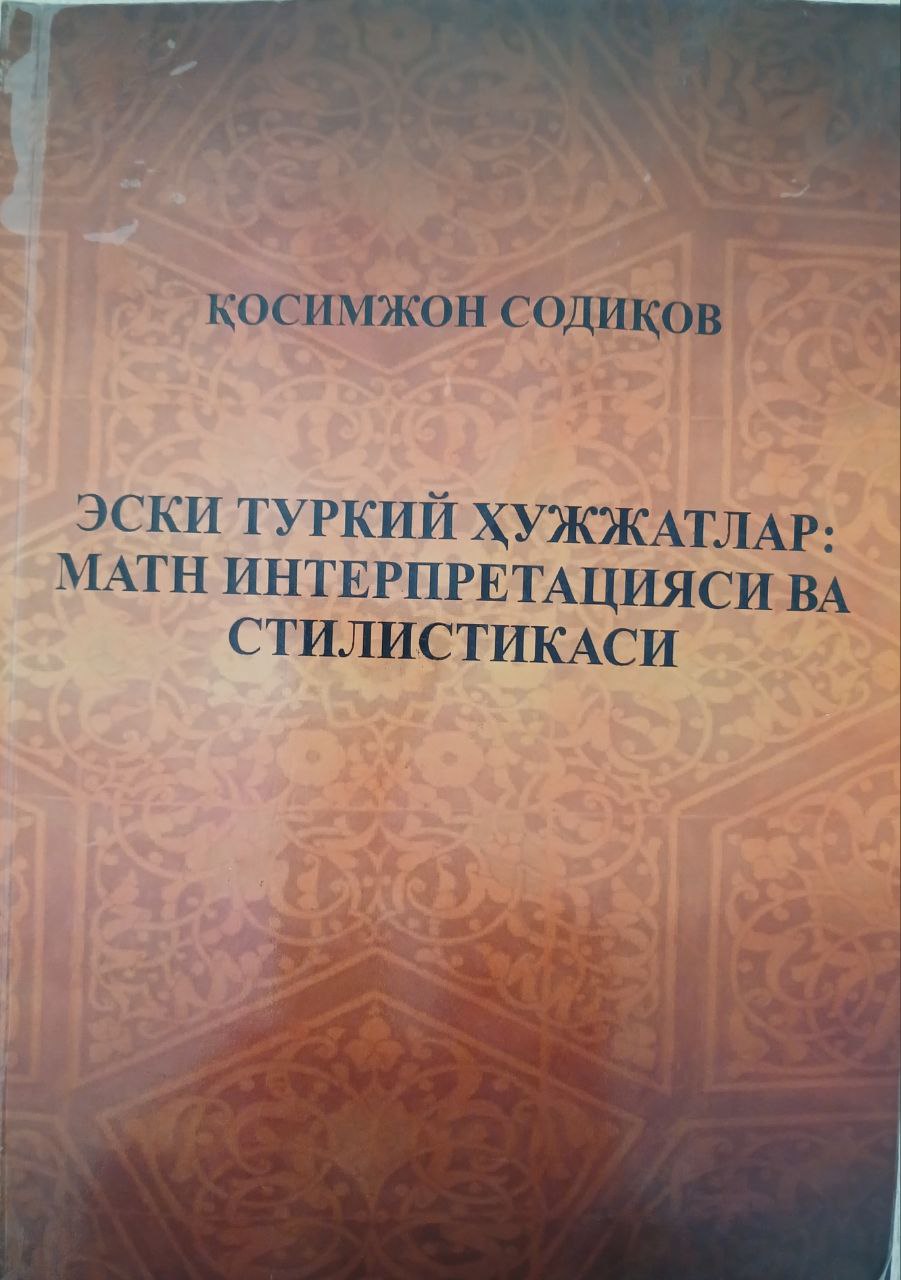 ҚОСИМЖОН СОДИҚОВ
ЭСКИ ТУРКИЙ ҲУЖЖАТЛАР:
МАТН ИНТЕРПРЕТАЦИЯСИ ВА
СТИЛИСТИКАСИ